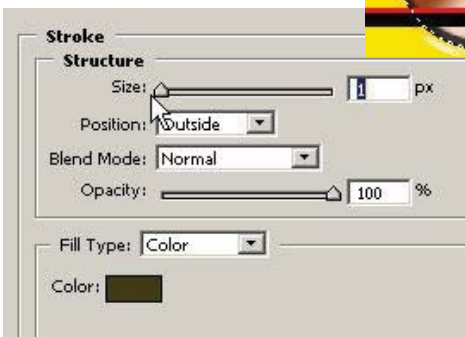 Stroke
Structure
Size: 1 px
Position: Outside
Blend Mode: Normal
Opacity: 100 %
Fill Type: Color
Color: